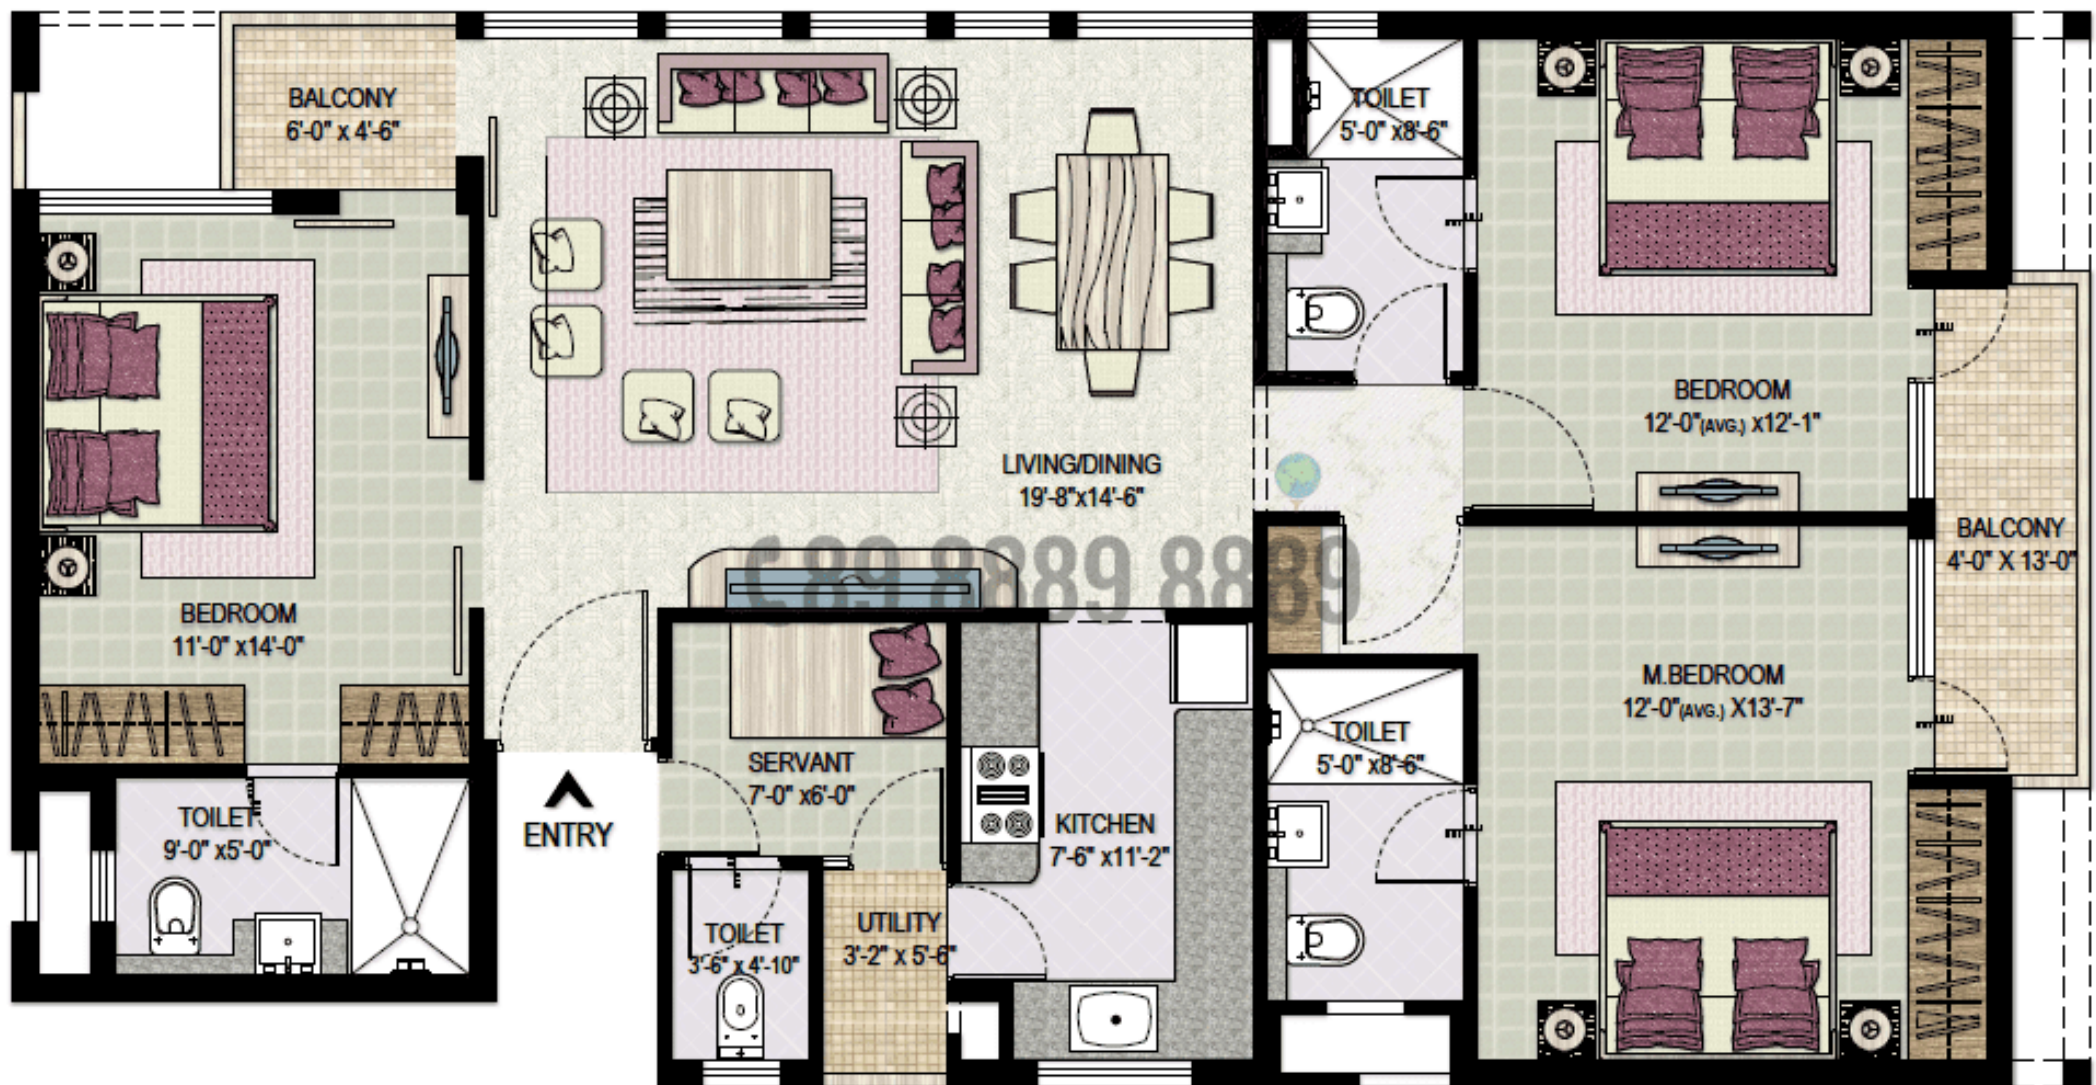 BALCONY
6'-0" x 4'-6"
TOILET
5'-0" x8'-6"
BEDROOM
12'-0"(AVG.) x12'-1"
LIVING/DINING
19'-8"x14'-6"
BALCONY
4'-0" X 13'-0"
89 8889 8889
BEDROOM
11'-0" x14'-0"
M.BEDROOM
12'-0"(AVG.) X13'-7"
TOILET
5'-0" x8'-6"
SERVANT
7'-0" x6'-0"
TOILET
9'-0" x5'-0"
ENTRY
KITCHEN
7'-6" x11'-2"
TOILET
3'-6" x 4'-10"
UTILITY
3'-2" x 5'-6"